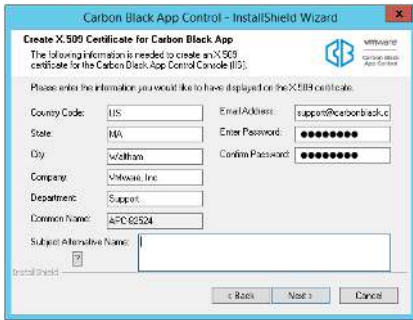 Carbon Black App Control - InstallShield Wizard
x
Create X.509 Certificate for Carbon Black App
The following information is needed to create an X.509
certificate for the Carbon Black App Control Console (IIS).
vmware
Carbon Black
App Control
Please enter the information you would like to have displayed on the X.509 certificate.
Country Code: US
Email Address: support@carbonblack.c
State: MA
Enter Password: ●●●●●●●●
City: Waltham
Confirm Password: ●●●●●●●●
Company: VMware, Inc
Department: Support
Common Name: APC-82524
Subject Alternative Name:
?
InstallShield
< Back
Next >
Cancel